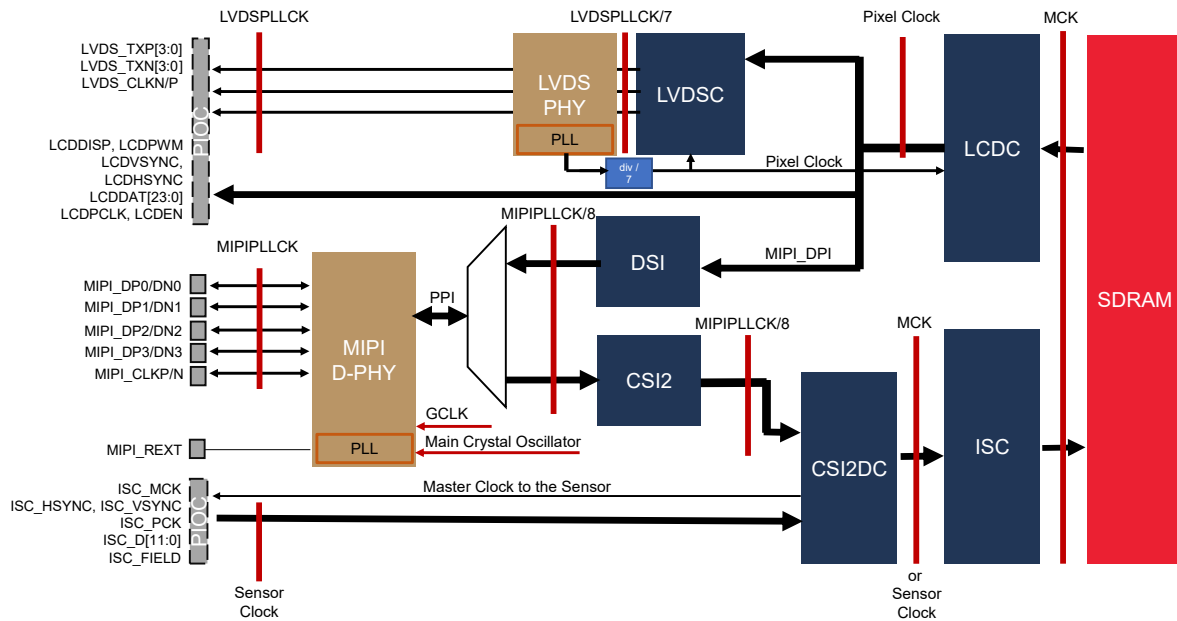 LVDSPLLCK
LVDSPLLCK/7
Pixel Clock
MCK
LVDS_TXP[3:0]
LVDS_TXN[3:0]
LVDS_CLKN/P
PIOC
LVDS
PHY
PLL
LVDSC
LCDC
div /
7
Pixel Clock
LCDDISP, LCDPWM
LCDVSYNC,
LCDHSYNC
LCDDAT[23:0]
LCDPCLK, LCDEN
MIPIPLLCK
MIPIPLLCK/8
DSI
MIPI_DPI
SDRAM
MIPI_DP0/DN0
MIPI_DP1/DN1
MIPI_DP2/DN2
MIPI_DP3/DN3
MIPI_CLKP/N
PPI
MIPI
D-PHY
MIPIPLLCK/8
MCK
CSI2
GCLK
Main Crystal Oscillator
PLL
MIPI_REXT
CSI2DC
ISC
Master Clock to the Sensor
ISC_MCK
ISC_HSYNC, ISC_VSYNC
ISC_PCK
ISC_D[11:0]
ISC_FIELD
PIOC
Sensor
Clock
or
Sensor
Clock